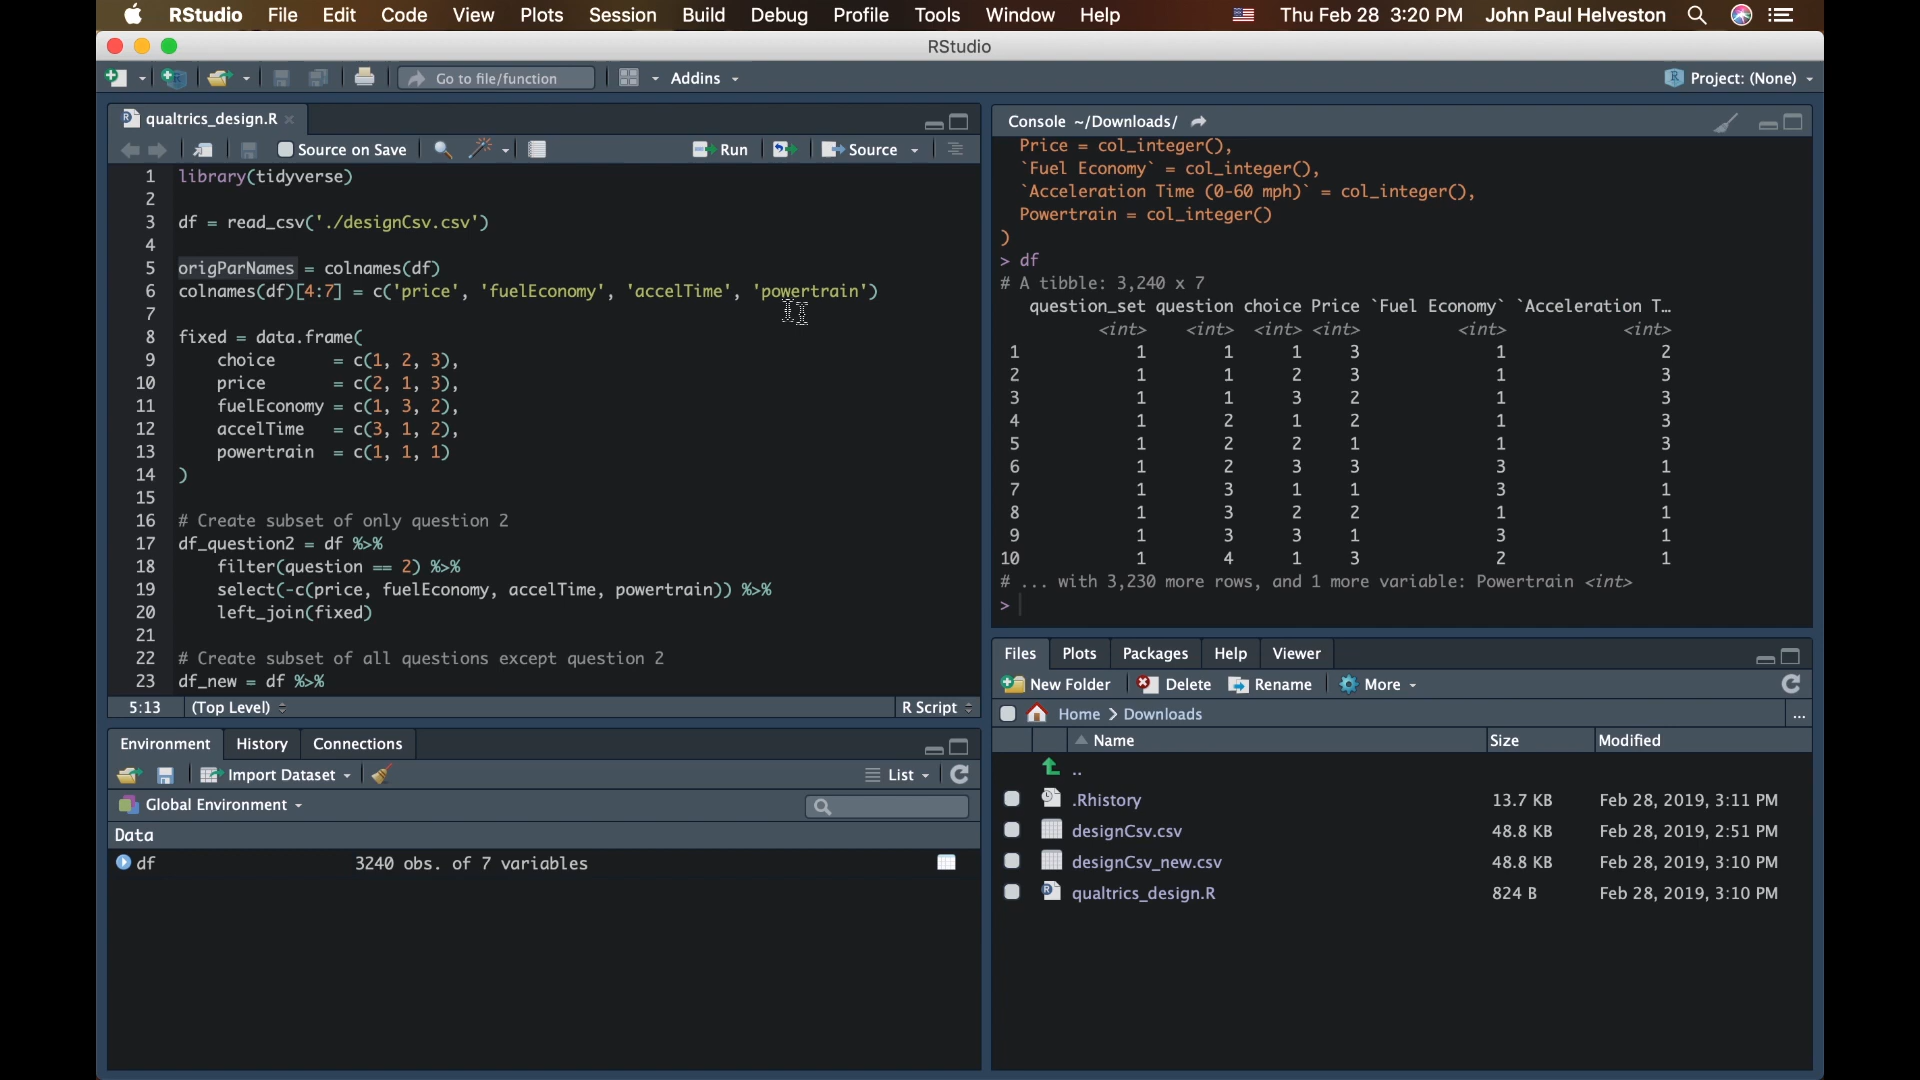 RStudio File Edit Code View Plots Session Build Debug Profile Tools Window Help Thu Feb 28 3:20 PM John Paul Helveston
RStudio
Go to file/function Addins Project: (None)
qualtrics_design.R
Source on Save Run Source
1 library(tidyverse)
2
3 df = read_csv('./designCsv.csv')
4
5 origParNames = colnames(df)
6 colnames(df)[4:7] = c('price', 'fuelEconomy', 'accelTime', 'powertrain')
7
8 fixed = data.frame(
9 choice = c(1, 2, 3),
10 price = c(2, 1, 3),
11 fuelEconomy = c(1, 3, 2),
12 accelTime = c(3, 1, 2),
13 powertrain = c(1, 1, 1)
14 )
15
16 # Create subset of only question 2
17 df_question2 = df %>%
18 filter(question == 2) %>%
19 select(-c(price, fuelEconomy, accelTime, powertrain)) %>%
20 left_join(fixed)
21
22 # Create subset of all questions except question 2
23 df_new = df %>%
5:13 (Top Level) R Script
Environment History Connections
Import Dataset List
Global Environment
Data
df 3240 obs. of 7 variables
Console ~/Downloads/
Price = col_integer(),
`Fuel Economy` = col_integer(),
`Acceleration Time (0-60 mph)` = col_integer(),
Powertrain = col_integer()
)
> df
# A tibble: 3,240 x 7
question_set question choice Price `Fuel Economy` `Acceleration T…
<int> <int> <int> <int> <int> <int>
1 1 1 1 3 1 2
2 1 1 2 3 1 3
3 1 1 3 2 1 3
4 1 2 1 2 1 3
5 1 2 2 1 1 3
6 1 2 3 3 3 1
7 1 3 1 1 3 1
8 1 3 2 2 1 1
9 1 3 3 1 3 1
10 1 4 1 3 2 1
# ... with 3,230 more rows, and 1 more variable: Powertrain <int>
>
Files Plots Packages Help Viewer
New Folder Delete Rename More
Home > Downloads ...
Name Size Modified
..
.Rhistory 13.7 KB Feb 28, 2019, 3:11 PM
designCsv.csv 48.8 KB Feb 28, 2019, 2:51 PM
designCsv_new.csv 48.8 KB Feb 28, 2019, 3:10 PM
qualtrics_design.R 824 B Feb 28, 2019, 3:10 PM